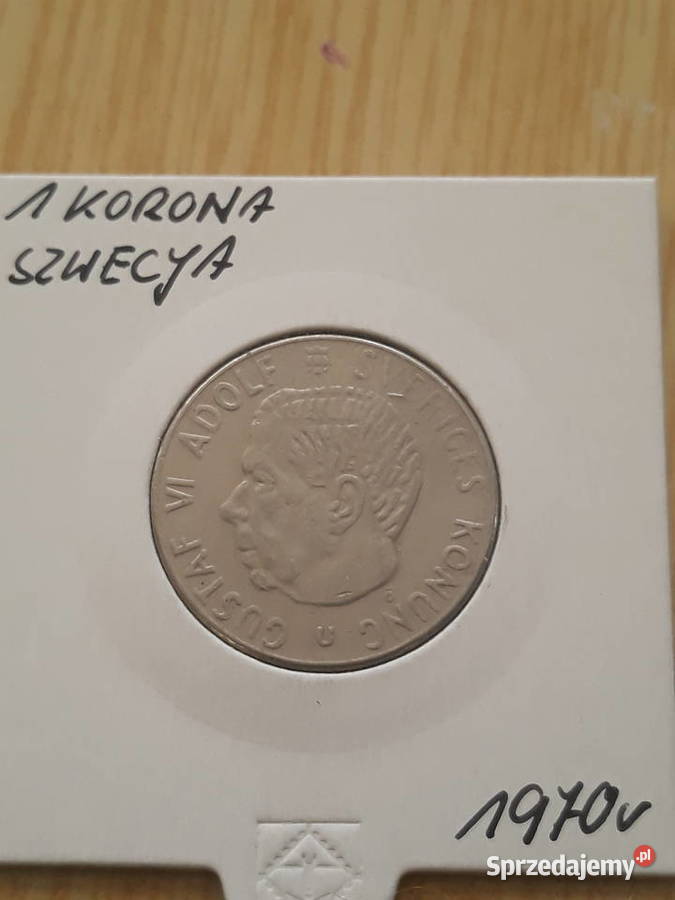 1 KORONA
SZWECJA
GUSTAF VI ADOLF ⁜ SVERIGES KONUNG
U
1970r
Sprzedajemy.pl